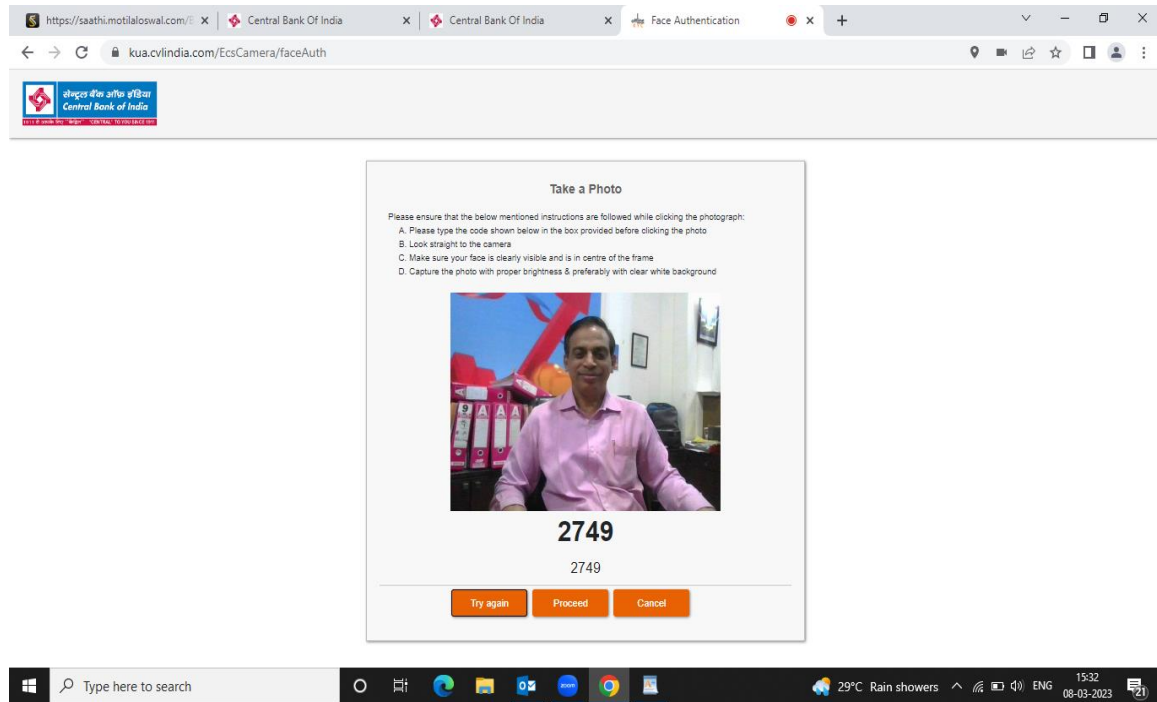 https://saathi.motilaloswal.com/E
Central Bank Of India
Central Bank Of India
Face Authentication
kua.cvlindia.com/EcsCamera/faceAuth
सेन्ट्रल बैंक ऑफ इंडिया
Central Bank of India
Take a Photo
Please ensure that the below mentioned instructions are followed while clicking the photograph:
A. Please type the code shown below in the box provided before clicking the photo
B. Look straight to the camera
C. Make sure your face is clearly visible and is in centre of the frame
D. Capture the photo with proper brightness & preferably with clear white background
9 A A A
2749
2749
Try again Proceed Cancel
Type here to search
zoom
29°C Rain showers
ENG
15:32
08-03-2023
21